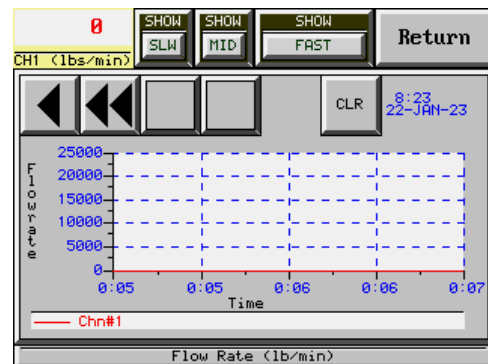 0
CH1 (lbs/min)
SHOW
SLW
SHOW
MID
SHOW
FAST
Return
CLR
8:23
22-JAN-23
Flowrate
25000
20000
15000
10000
5000
0
0:05 0:05 0:06 0:06 0:07
Time
Chn#1
Flow Rate (lb/min)